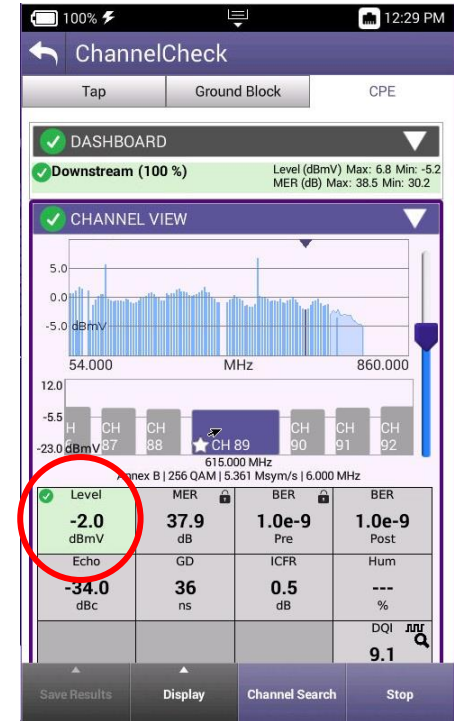 100% 12:29 PM
ChannelCheck
Tap Ground Block CPE
DASHBOARD
Downstream (100 %) Level (dBmV) Max: 6.8 Min: -5.2
MER (dB) Max: 38.5 Min: 30.2
CHANNEL VIEW
5.0
0.0
-5.0 dBmV
54.000 MHz 860.000
12.0
-5.5
-23.0 dBmV
CH 87
CH 88
CH 89
CH 90
CH 91
CH 92
615.000 MHz
Annex B | 256 QAM | 5.361 Msym/s | 6.000 MHz
Level MER BER BER
-2.0 37.9 1.0e-9 1.0e-9
dBmV dB Pre Post
Echo GD ICFR Hum
-34.0 36 0.5 ---
dBc ns dB %
DQI
9.1
Save Results Display Channel Search Stop